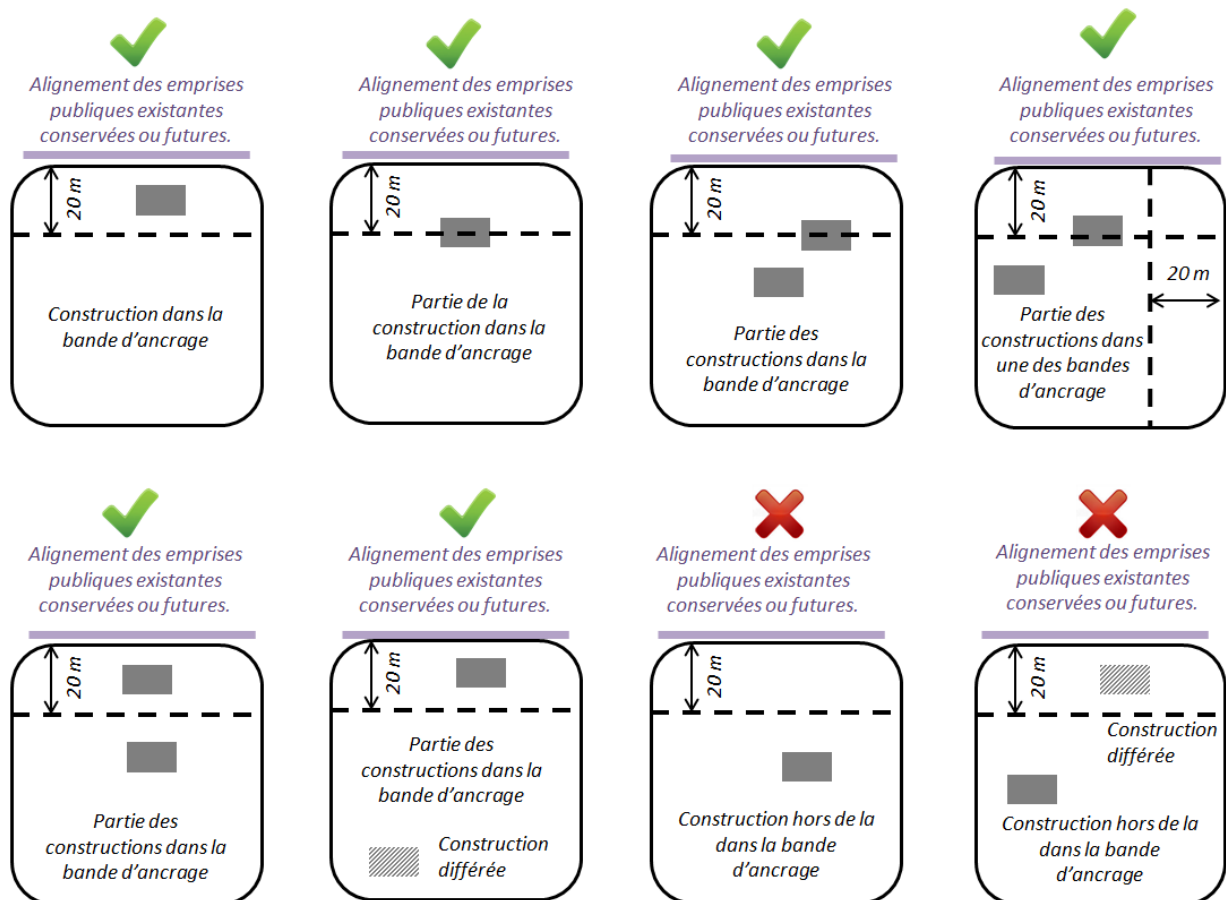 Alignement des emprises
publiques existantes
conservées ou futures.
20 m
Construction dans la
bande d'ancrage
Alignement des emprises
publiques existantes
conservées ou futures.
20 m
Partie de la
construction dans la
bande d'ancrage
Alignement des emprises
publiques existantes
conservées ou futures.
20 m
Partie des
constructions dans la
bande d'ancrage
Alignement des emprises
publiques existantes
conservées ou futures.
20 m
20 m
Partie des
constructions dans
une des bandes
d'ancrage
Alignement des emprises
publiques existantes
conservées ou futures.
20 m
Partie des
constructions dans la
bande d'ancrage
Alignement des emprises
publiques existantes
conservées ou futures.
20 m
Partie des
constructions dans la
bande d'ancrage
Construction
différée
Alignement des emprises
publiques existantes
conservées ou futures.
20 m
Construction hors de la
dans la bande
d'ancrage
Alignement des emprises
publiques existantes
conservées ou futures.
20 m
Construction
différée
Construction hors de la
dans la bande
d'ancrage